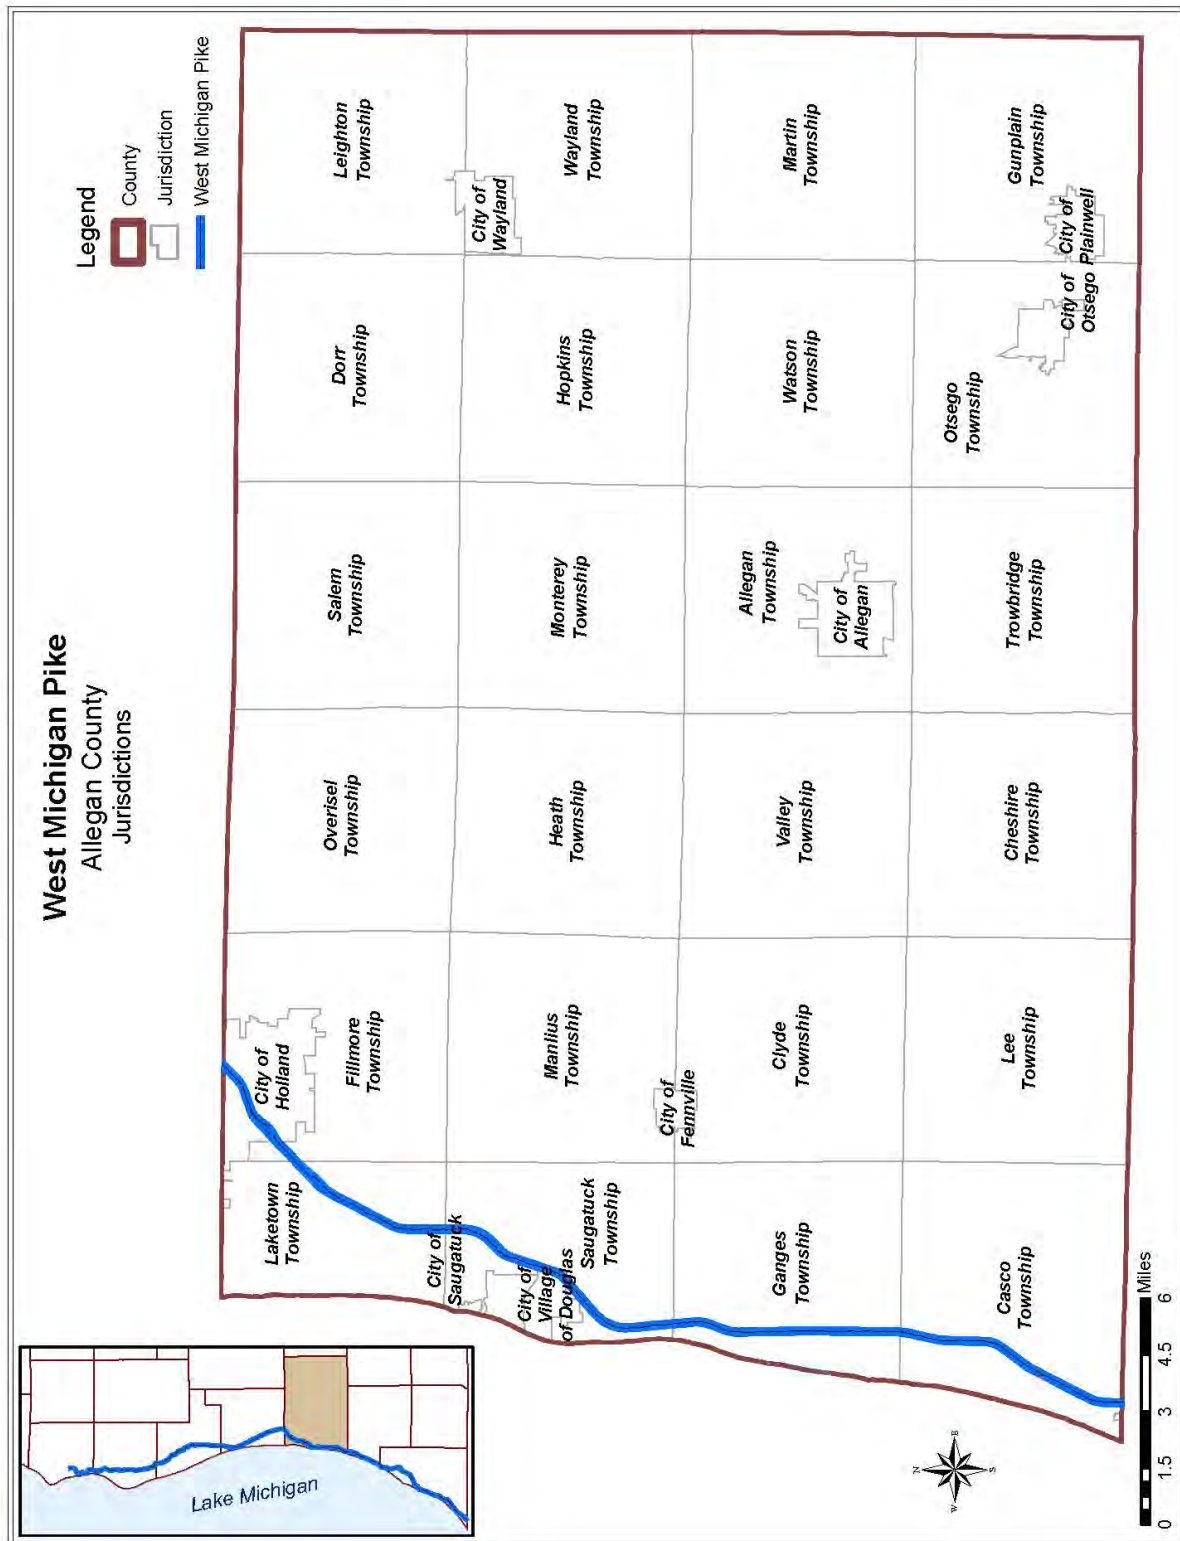 West Michigan Pike
Allegan County
Jurisdictions
Legend
County
Jurisdiction
West Michigan Pike
Lake Michigan
Laketown
Township
City of
Holland
Fillmore
Township
Overisel
Township
Salem
Township
Dorr
Township
Leighton
Township
City of
Saugatuck
City of
Village
of Douglas
Saugatuck
Township
Manlius
Township
Heath
Township
Monterey
Township
Hopkins
Township
City of
Wayland
Wayland
Township
City of
Fennville
Ganges
Township
Clyde
Township
Valley
Township
Allegan
Township
City of
Allegan
Watson
Township
Martin
Township
Casco
Township
Lee
Township
Cheshire
Township
Trowbridge
Township
Otsego
Township
City of
Otsego
City of
Plainwell
Gunplain
Township
N
W
E
S
0 1.5 3 4.5 6
Miles